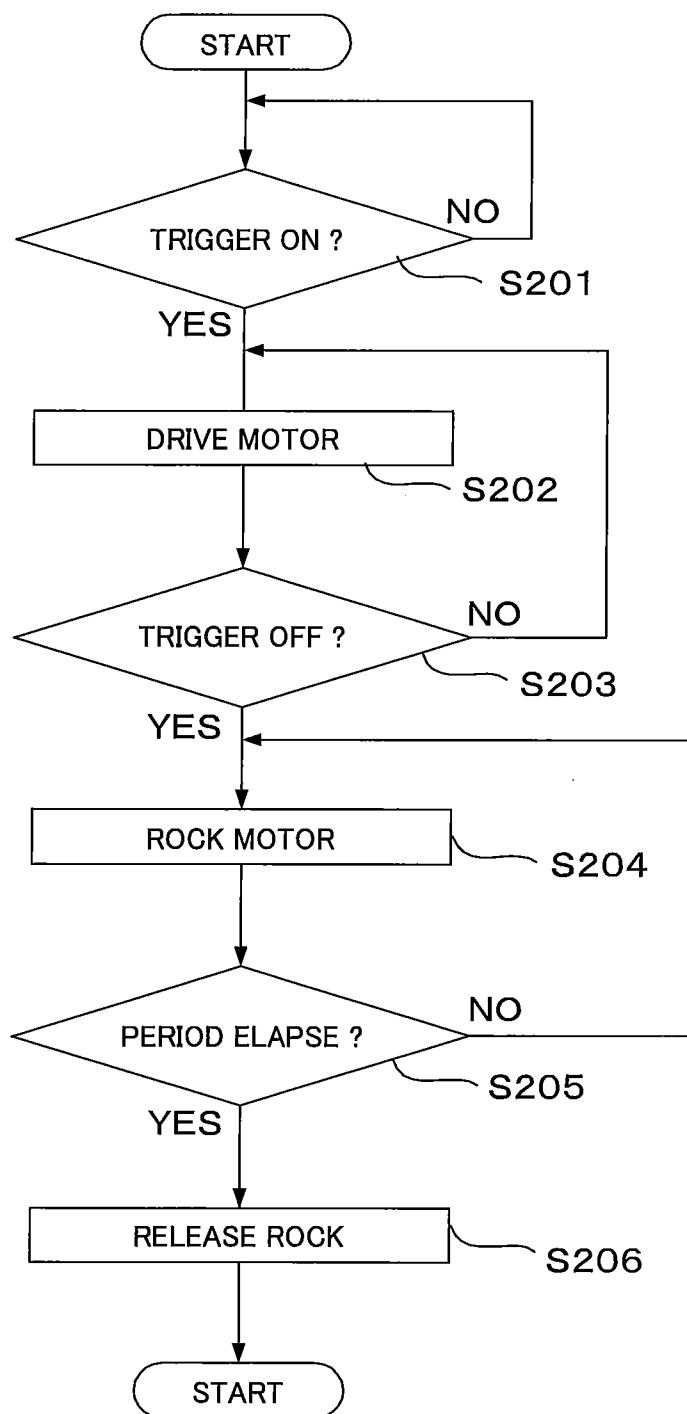 START
NO
TRIGGER ON ?
S201
YES
DRIVE MOTOR
S202
NO
TRIGGER OFF ?
S203
YES
ROCK MOTOR
S204
NO
PERIOD ELAPSE ?
S205
YES
RELEASE ROCK
S206
START